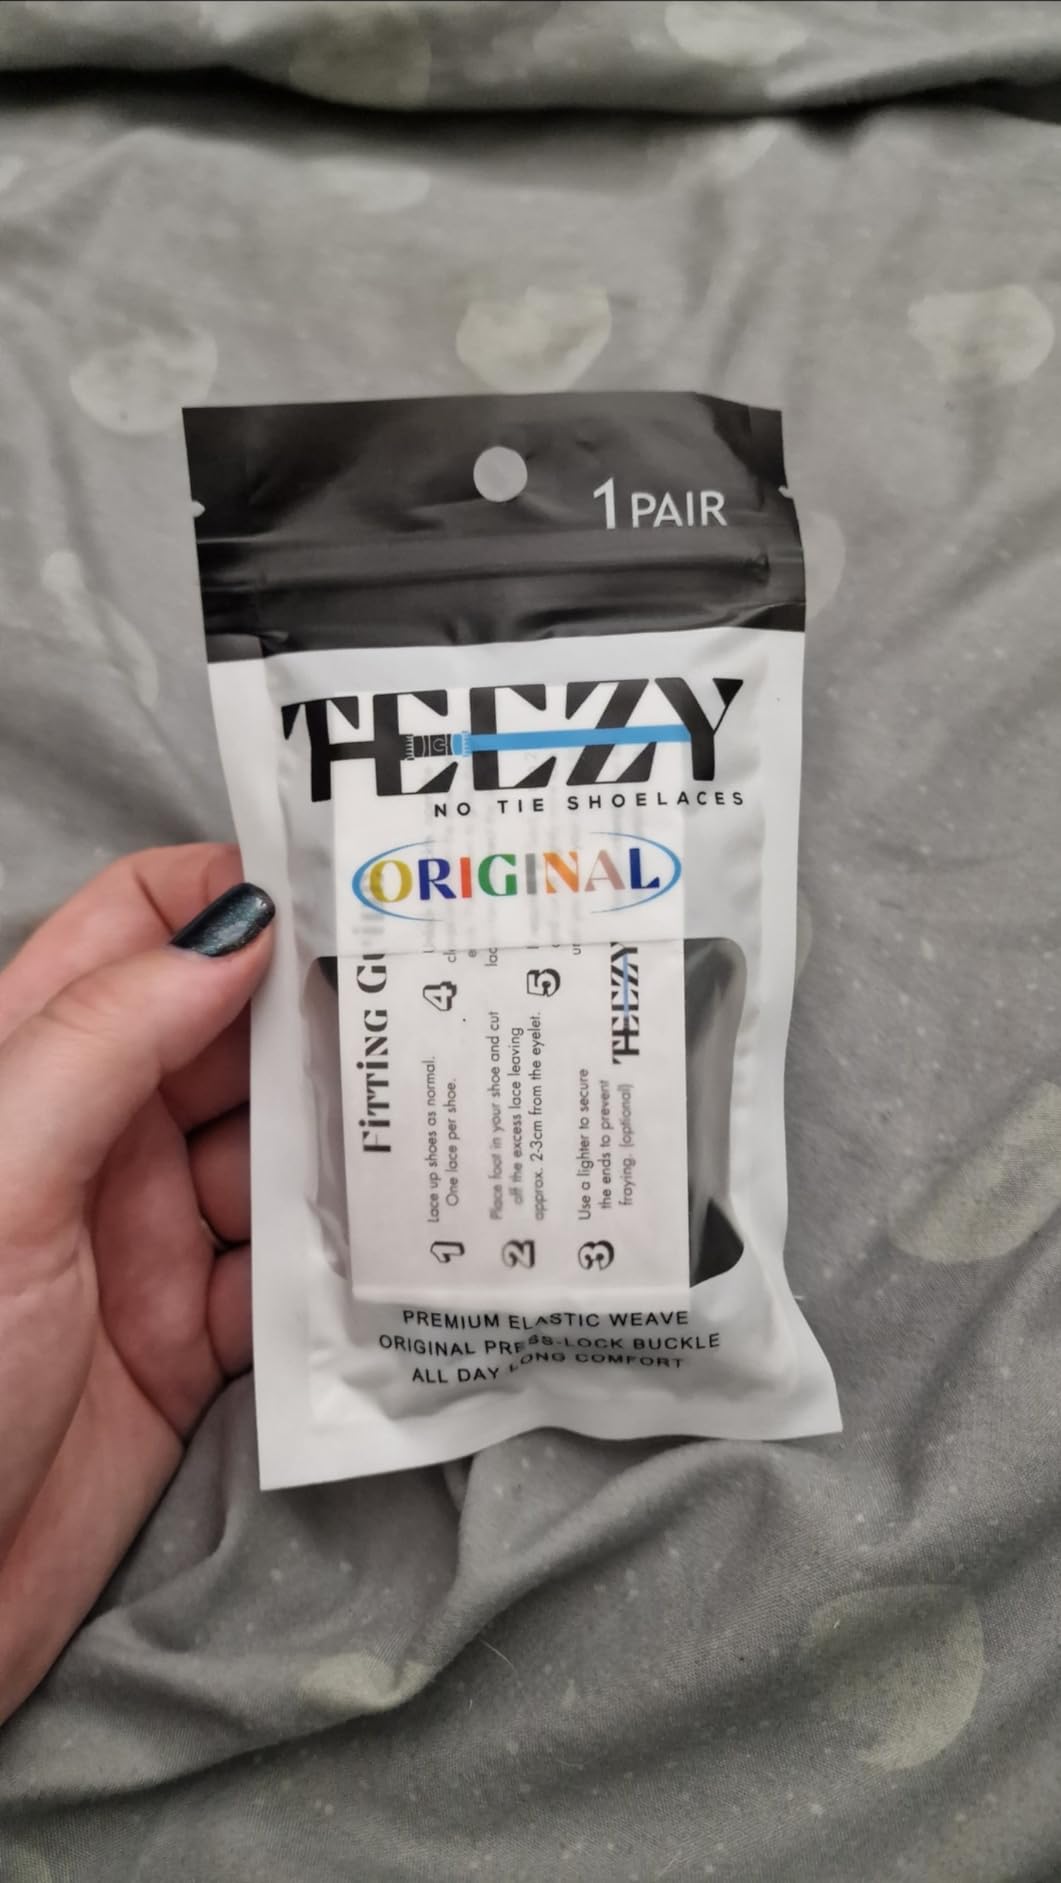 1 PAIR
TEEZY
NO TIE SHOELACES
ORIGINAL
FiTTiNG
1 Lace up shoes as normal.
One lace per shoe.
2 Place foot in your shoe and cut
off the excess lace leaving
approx. 2-3cm from the eyelet.
3 Use a lighter to secure
the ends to prevent
fraying. (optional)
4
5
TEEZY
PREMIUM ELASTIC WEAVE
ORIGINAL PRESS-LOCK BUCKLE
ALL DAY LONG COMFORT